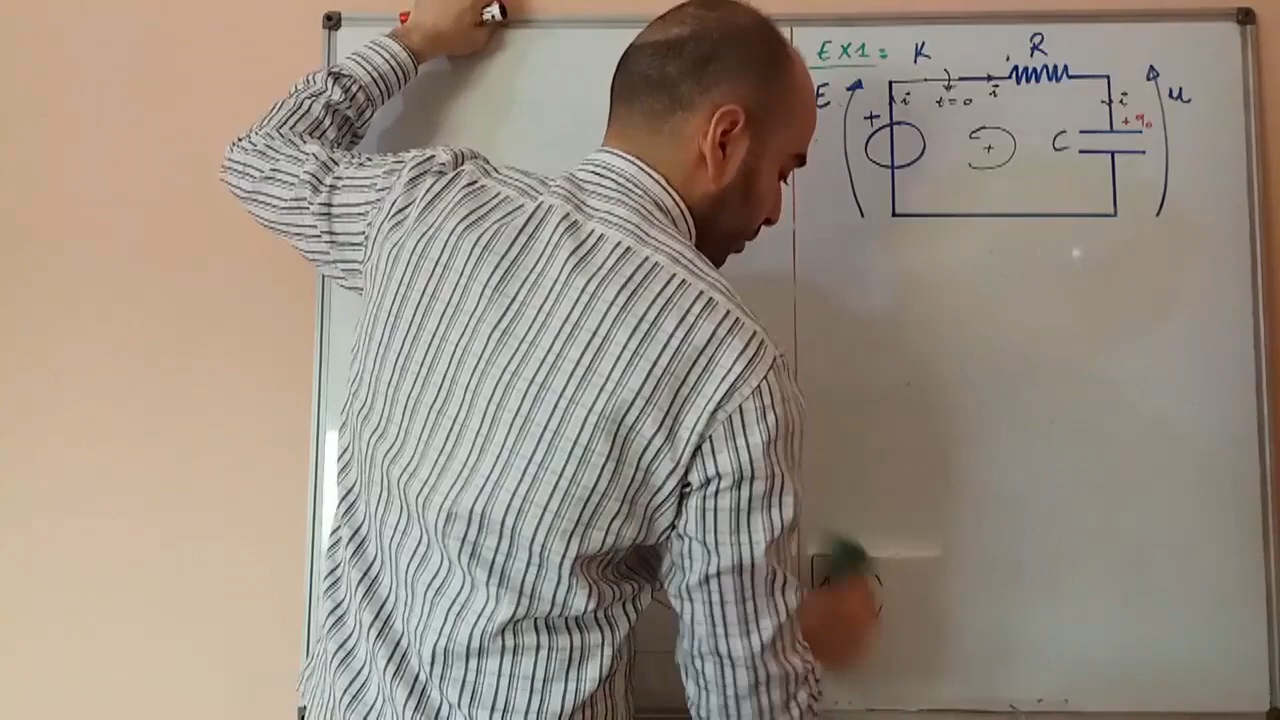 EX1: K R
E i t=0 i i u
+ +q₀
C +